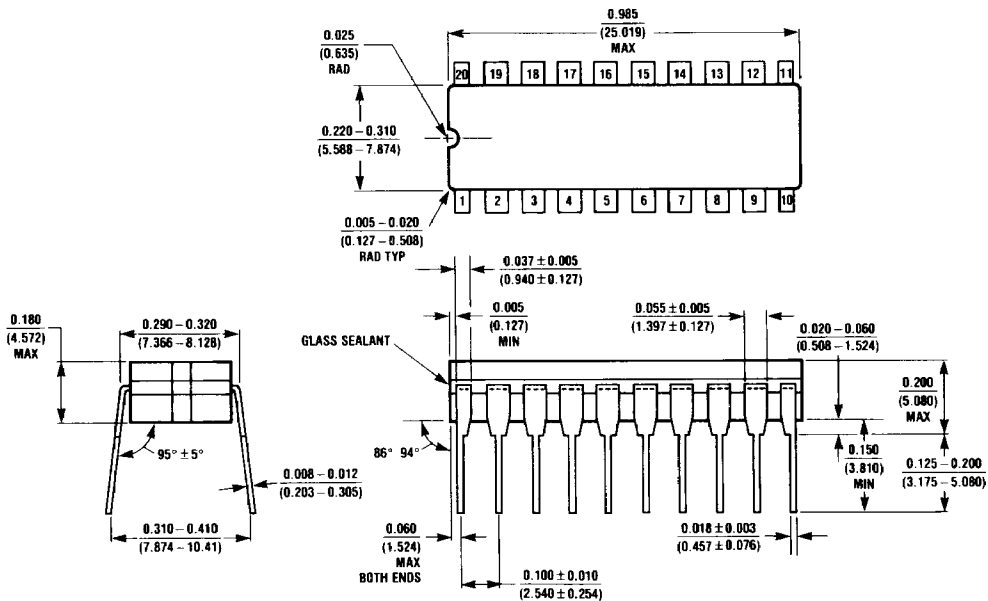 0.985
(25.019)
MAX
0.025
(0.635)
RAD
20 19 18 17 16 15 14 13 12 11
0.220 – 0.310
(5.588 – 7.874)
1 2 3 4 5 6 7 8 9 10
0.005 – 0.020
(0.127 – 0.508)
RAD TYP
0.037 ± 0.005
(0.940 ± 0.127)
0.180
(4.572)
MAX
0.290 – 0.320
(7.366 – 8.128)
GLASS SEALANT
0.005
(0.127)
MIN
0.055 ± 0.005
(1.397 ± 0.127)
0.020 – 0.060
(0.508 – 1.524)
0.200
(5.080)
MAX
95° ± 5°
86° 94°
0.150
(3.810)
MIN
0.125 – 0.200
(3.175 – 5.080)
0.008 – 0.012
(0.203 – 0.305)
0.310 – 0.410
(7.874 – 10.41)
0.060
(1.524)
MAX
BOTH ENDS
0.018 ± 0.003
(0.457 ± 0.076)
0.100 ± 0.010
(2.540 ± 0.254)